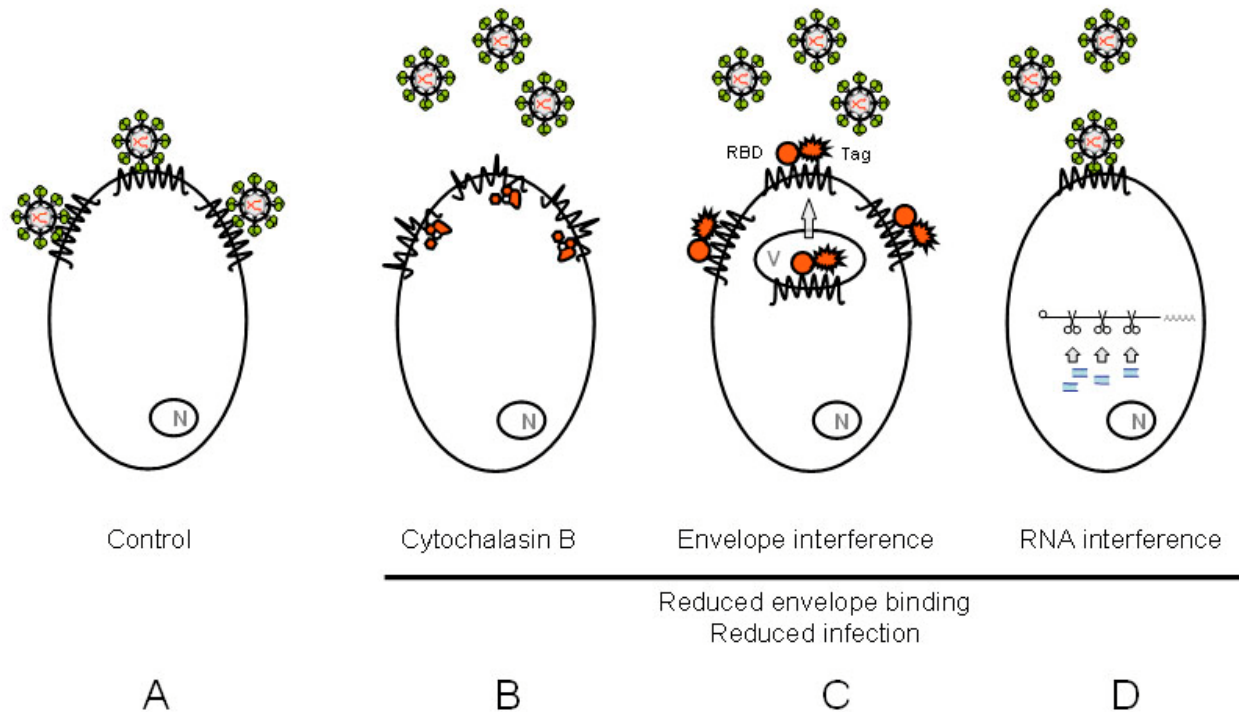 RBD
Tag
V
N
N
N
N
Control
Cytochalasin B
Envelope interference
RNA interference
Reduced envelope binding
Reduced infection
A
B
C
D